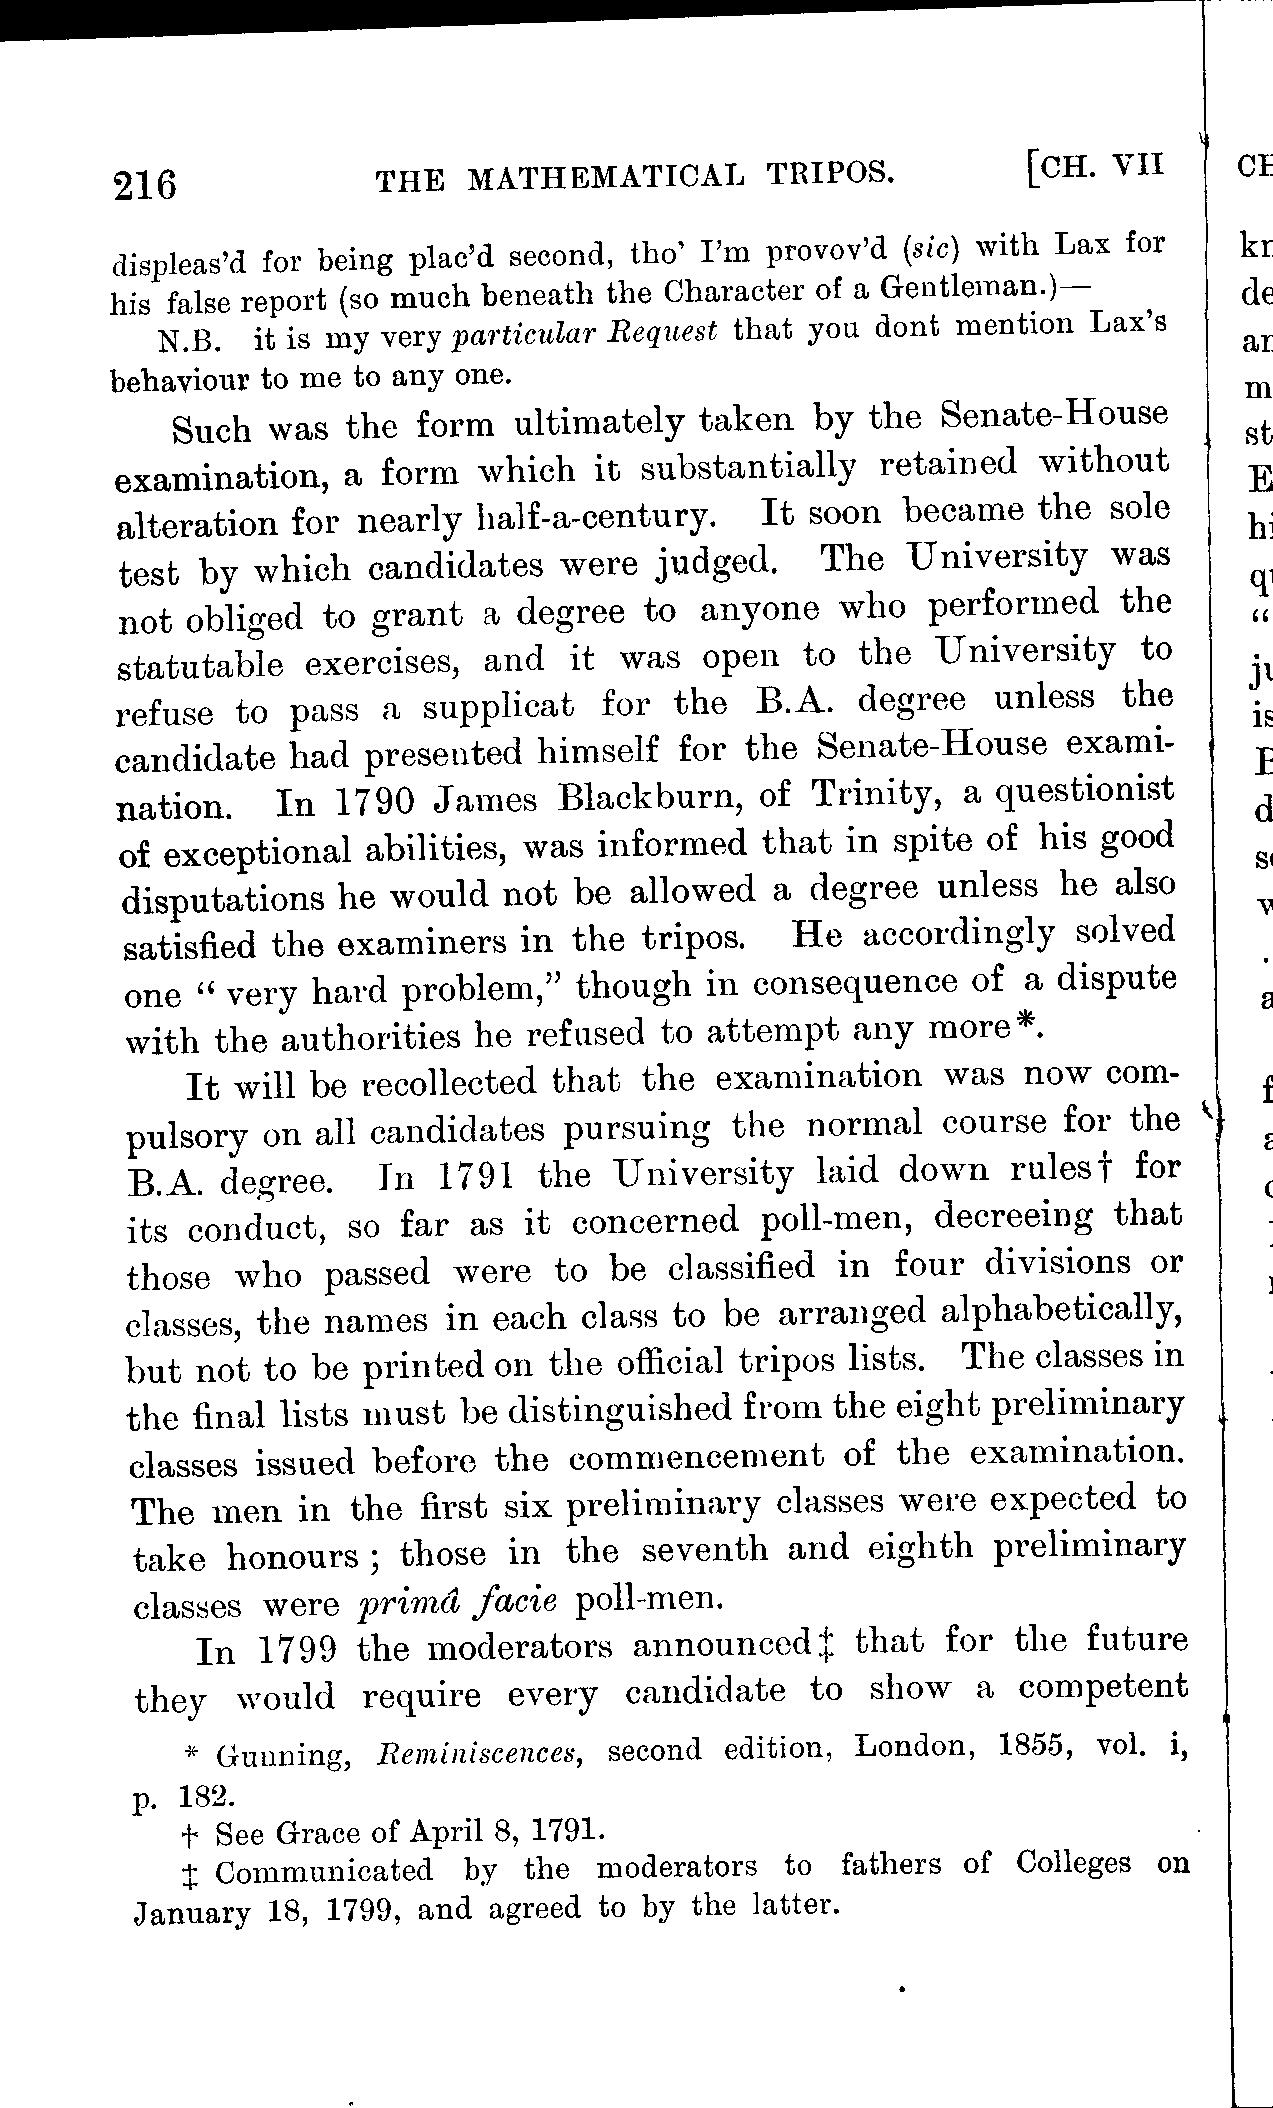 216 THE MATHEMATICAL TRIPOS. [CH. VII
displeas'd for being plac'd second, tho' I'm provov'd (sic) with Lax for
his false report (so much beneath the Character of a Gentleman.)—
N.B. it is my very particular Request that you dont mention Lax's
behaviour to me to any one.
Such was the form ultimately taken by the Senate-House
examination, a form which it substantially retained without
alteration for nearly half-a-century. It soon became the sole
test by which candidates were judged. The University was
not obliged to grant a degree to anyone who performed the
statutable exercises, and it was open to the University to
refuse to pass a supplicat for the B.A. degree unless the
candidate had presented himself for the Senate-House exami-
nation. In 1790 James Blackburn, of Trinity, a questionist
of exceptional abilities, was informed that in spite of his good
disputations he would not be allowed a degree unless he also
satisfied the examiners in the tripos. He accordingly solved
one “ very hard problem,” though in consequence of a dispute
with the authorities he refused to attempt any more*.
It will be recollected that the examination was now com-
pulsory on all candidates pursuing the normal course for the
B.A. degree. In 1791 the University laid down rules† for
its conduct, so far as it concerned poll-men, decreeing that
those who passed were to be classified in four divisions or
classes, the names in each class to be arranged alphabetically,
but not to be printed on the official tripos lists. The classes in
the final lists must be distinguished from the eight preliminary
classes issued before the commencement of the examination.
The men in the first six preliminary classes were expected to
take honours ; those in the seventh and eighth preliminary
classes were primâ facie poll-men.
In 1799 the moderators announced‡ that for the future
they would require every candidate to show a competent
* Gunning, Reminiscences, second edition, London, 1855, vol. i,
p. 182.
† See Grace of April 8, 1791.
‡ Communicated by the moderators to fathers of Colleges on
January 18, 1799, and agreed to by the latter.